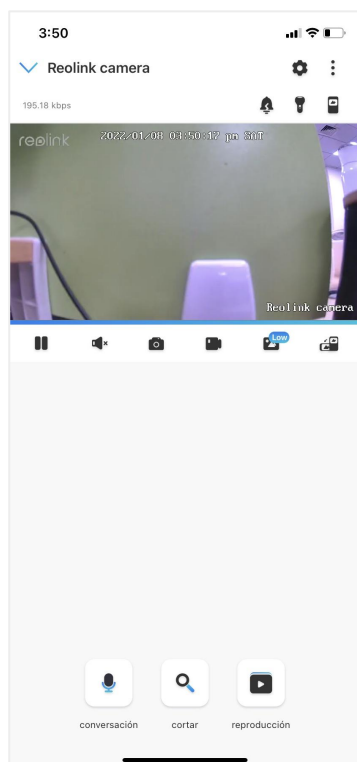 3:50
Reolink camera
195.18 kbps
reolink
2022/01/08 03:50:17 pm SAT
Reolink camera
Low
conversación cortar reproducción